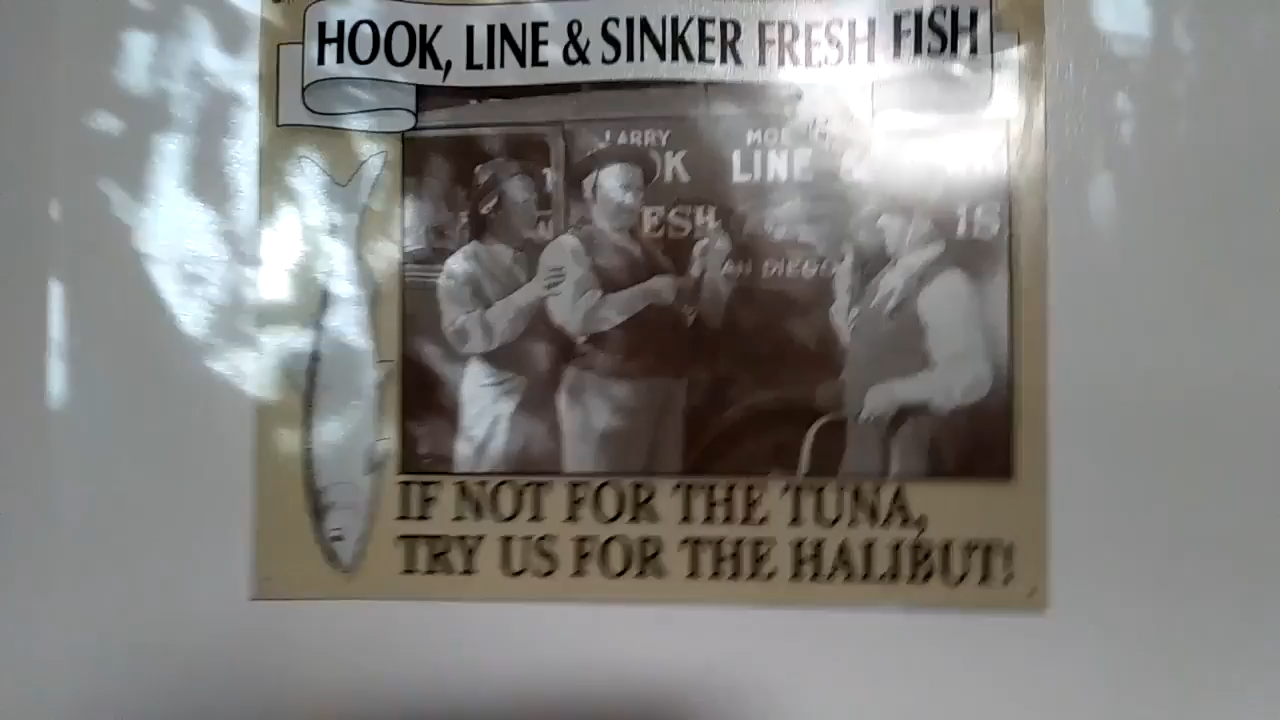 HOOK, LINE & SINKER FRESH FISH
LARRY MOE
LINE &
SAN DIEGO
IF NOT FOR THE TUNA,
TRY US FOR THE HALIBUT!